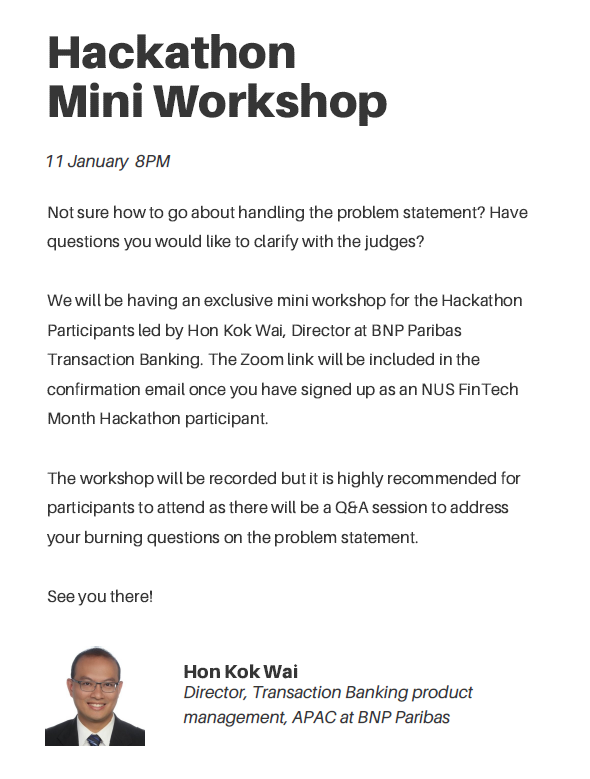 Hackathon
Mini Workshop
11 January 8PM
Not sure how to go about handling the problem statement? Have
questions you would like to clarify with the judges?
We will be having an exclusive mini workshop for the Hackathon
Participants led by Hon Kok Wai, Director at BNP Paribas
Transaction Banking. The Zoom link will be included in the
confirmation email once you have signed up as an NUS FinTech
Month Hackathon participant.
The workshop will be recorded but it is highly recommended for
participants to attend as there will be a Q&A session to address
your burning questions on the problem statement.
See you there!
Hon Kok Wai
Director, Transaction Banking product
management, APAC at BNP Paribas